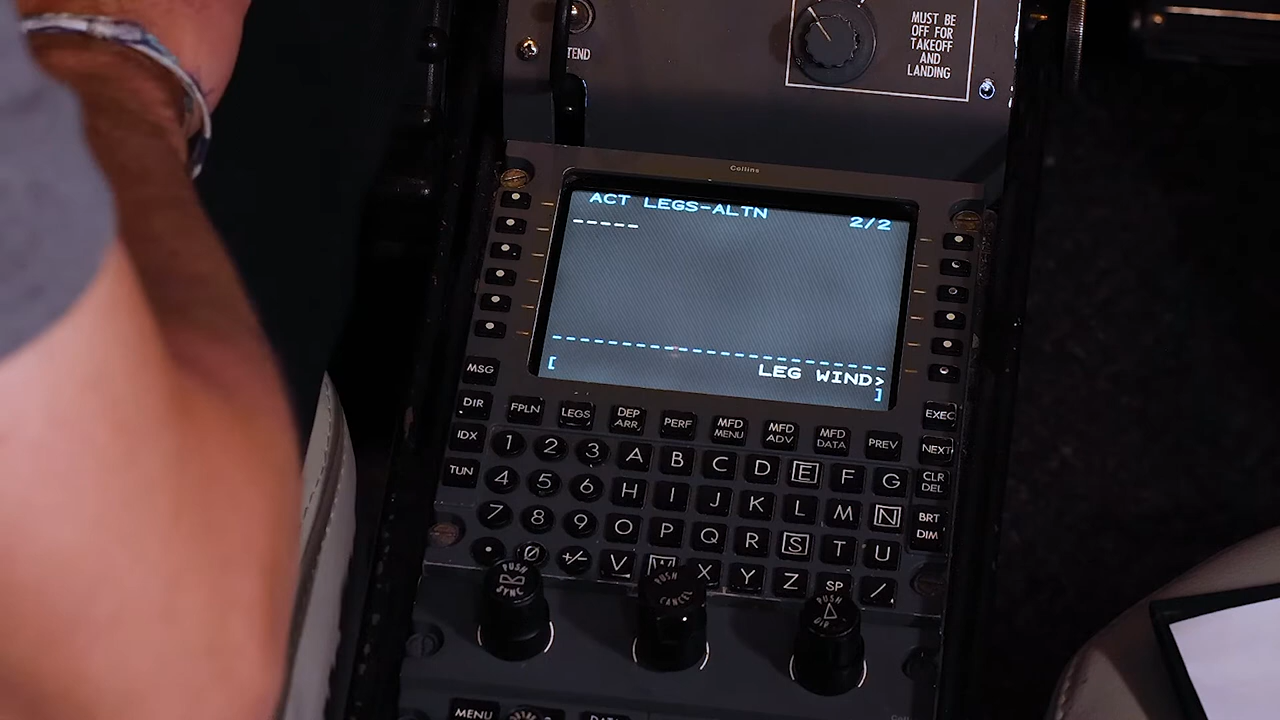 TEND
MUST BE
OFF FOR
TAKEOFF
AND
LANDING
Collins
ACT LEGS-ALTN 2/2
-----
[ LEG WIND>
]
MSG
DIR FPLN LEGS DEP ARR PERF MFD MENU MFD ADV MFD DATA PREV EXEC
IDX 1 2 3 A B C D E F G NEXT
TUN 4 5 6 H I J K L M N CLR DEL
7 8 9 O P Q R S T U BRT DIM
. 0 +/- V W X Y Z SP /
PUSH SYNC
PUSH CANCEL
PUSH DIR
MENU